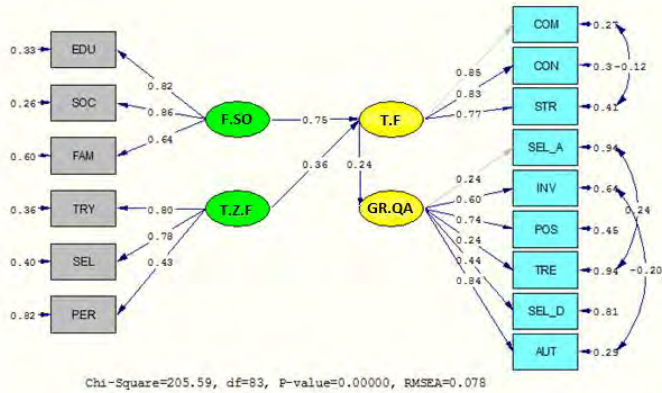 COM 0.27
0.33 EDU
0.85 CON 0.3 -0.12
0.82 0.83
0.26 SOC 0.86 F.SO 0.75 T.F 0.77 STR 0.41
0.64
0.60 FAM SEL_A 0.94
0.36 0.24 0.24
0.60 INV 0.64
0.36 TRY 0.80 T.Z.F GR.QA 0.24
0.78 0.74 POS 0.45
0.40 SEL 0.24 -0.20
0.43 0.44 TRE 0.94
0.84
0.82 PER SEL_D 0.81
AUT 0.29
Chi-Square=205.59, df=83, P-value=0.00000, RMSEA=0.078